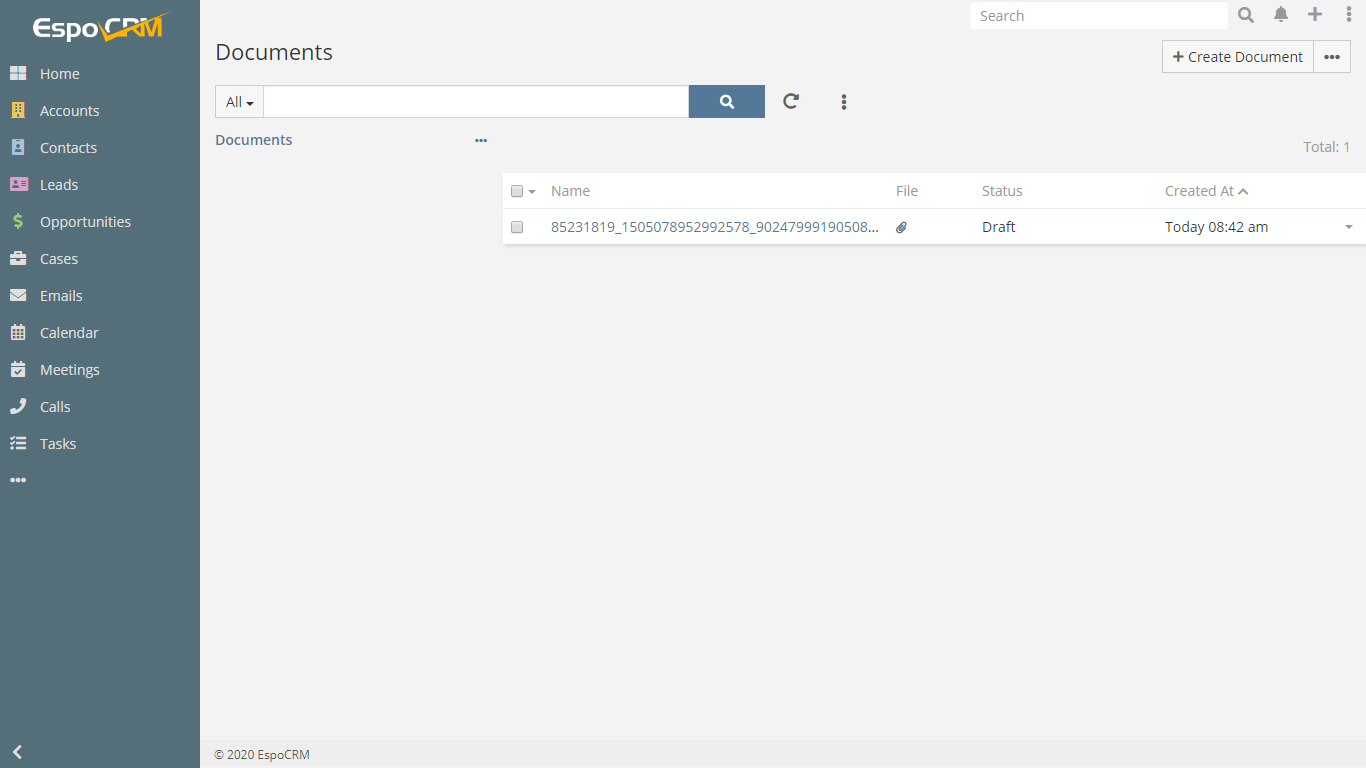 EspoCRM
Home
Accounts
Contacts
Leads
Opportunities
Cases
Emails
Calendar
Meetings
Calls
Tasks
Search
Documents
Create Document
All
Documents
Total: 1
Name File Status Created At
85231819_1505078952992578_90247999190508... Draft Today 08:42 am
© 2020 EspoCRM